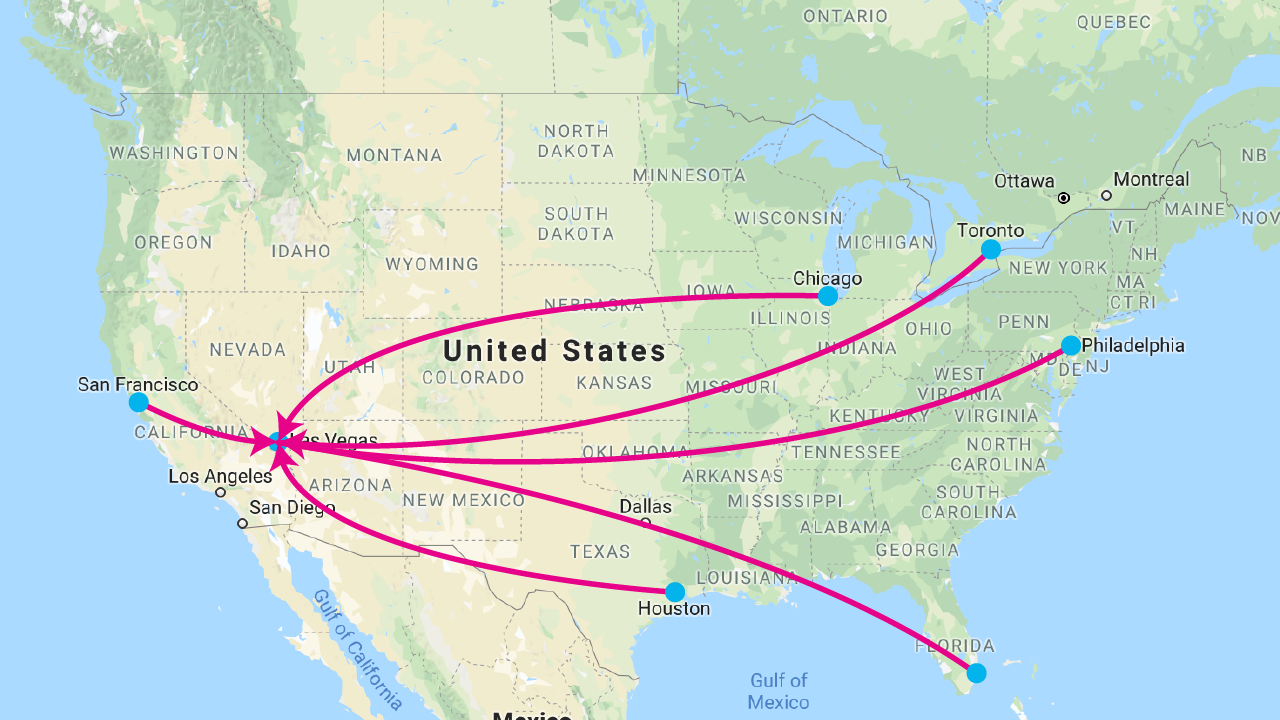 ONTARIO
QUEBEC
NB
NOV
WASHINGTON
MONTANA
NORTH
DAKOTA
MINNESOTA
Ottawa
Montreal
MAINE
OREGON
IDAHO
SOUTH
DAKOTA
WISCONSIN
MICHIGAN
Toronto
VT
NH
WYOMING
NEW YORK
MA
CT RI
Chicago
IOWA
NEBRASKA
ILLINOIS
OHIO
PENN
NEVADA
UTAH
United States
INDIANA
Philadelphia
MD
DE
NJ
COLORADO
KANSAS
MISSOURI
WEST
VIRGINIA
San Francisco
KENTUCKY
VIRGINIA
CALIFORNIA
Las Vegas
OKLAHOMA
TENNESSEE
NORTH
CAROLINA
Los Angeles
ARIZONA
NEW MEXICO
ARKANSAS
MISSISSIPPI
SOUTH
CAROLINA
San Diego
Dallas
ALABAMA
TEXAS
GEORGIA
LOUISIANA
Houston
Gulf of California
FLORIDA
Gulf of
Mexico
Mexico